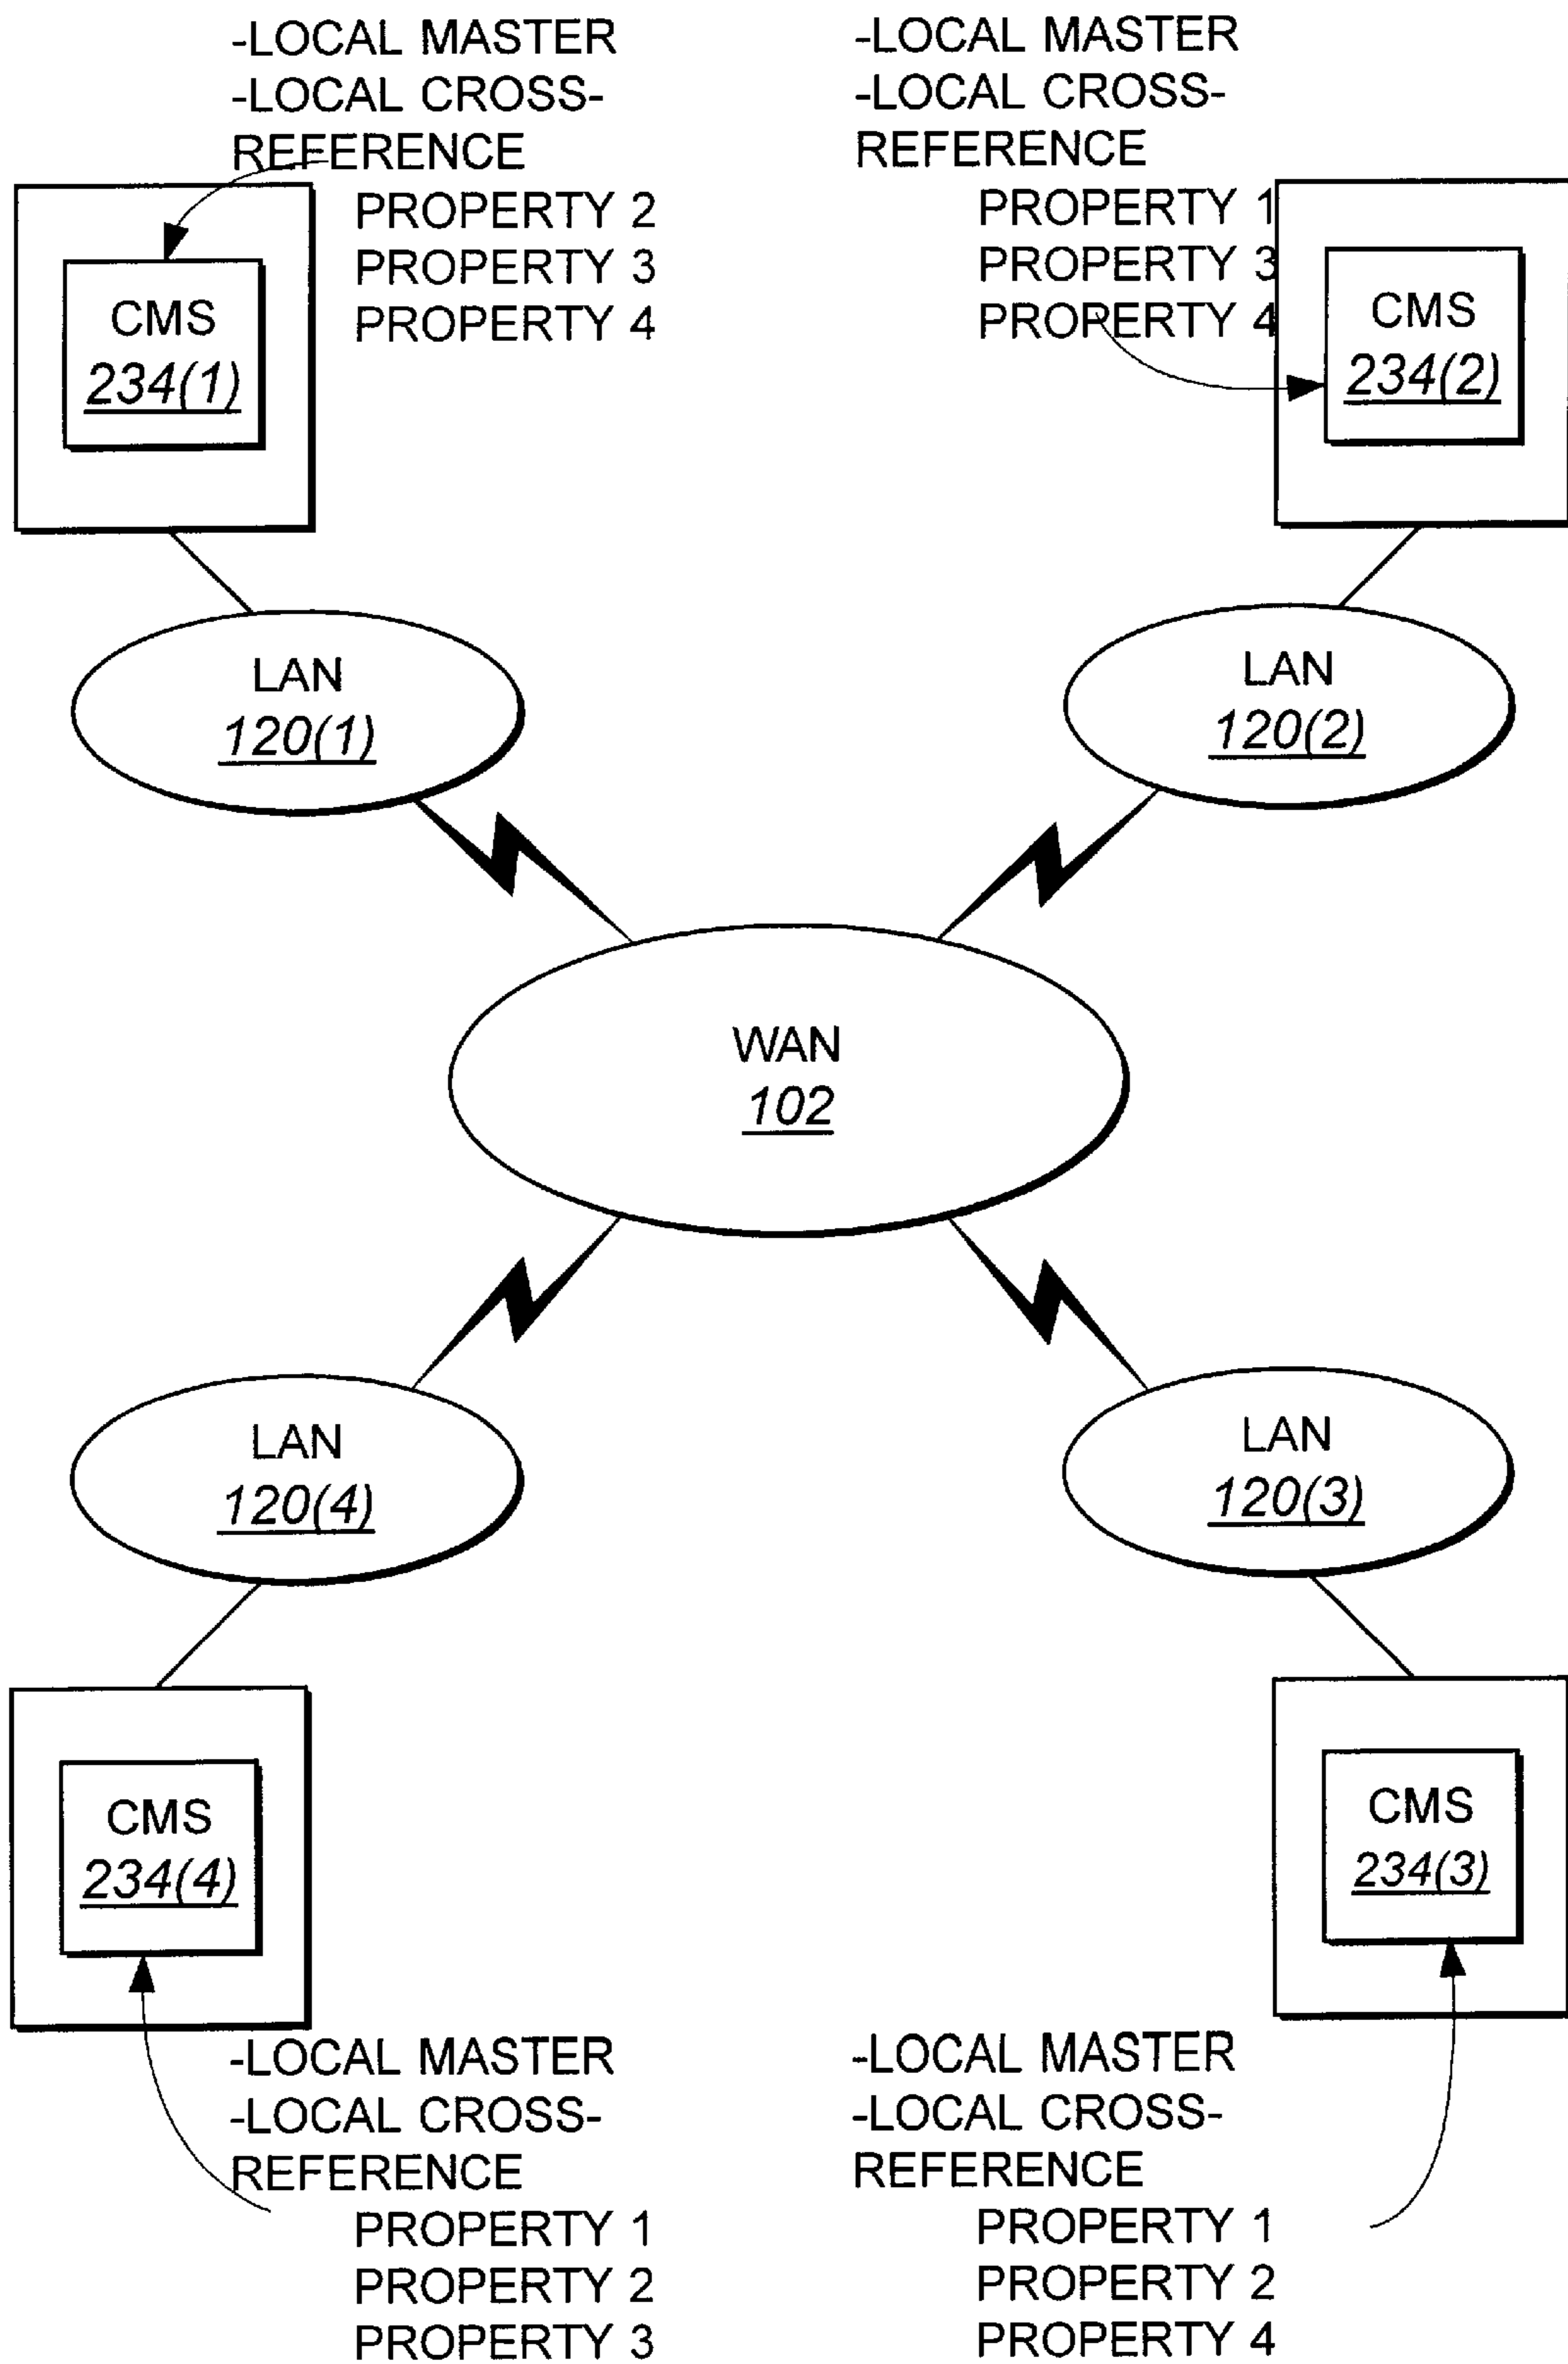 -LOCAL MASTER
-LOCAL CROSS-
REFERENCE
PROPERTY 2
PROPERTY 3
PROPERTY 4
CMS
234(1)
-LOCAL MASTER
-LOCAL CROSS-
REFERENCE
PROPERTY 1
PROPERTY 3
PROPERTY 4
CMS
234(2)
LAN
120(1)
LAN
120(2)
WAN
102
LAN
120(4)
LAN
120(3)
CMS
234(4)
-LOCAL MASTER
-LOCAL CROSS-
REFERENCE
PROPERTY 1
PROPERTY 2
PROPERTY 3
CMS
234(3)
-LOCAL MASTER
-LOCAL CROSS-
REFERENCE
PROPERTY 1
PROPERTY 2
PROPERTY 4